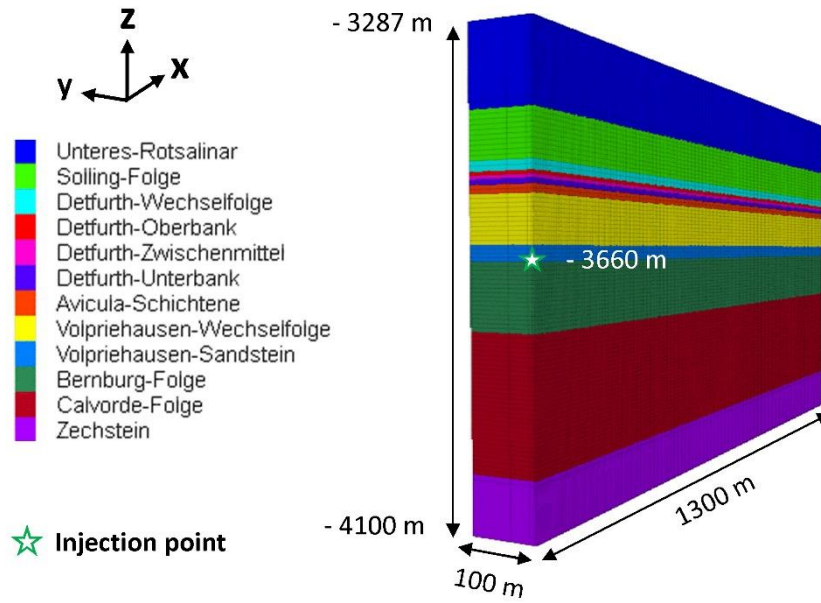 - 3287 m
z
y
x
Unteres-Rotsalinar
Solling-Folge
Detfurth-Wechselfolge
Detfurth-Oberbank
Detfurth-Zwischenmittel
Detfurth-Unterbank
Avicula-Schichtene
Volpriehausen-Wechselfolge
Volpriehausen-Sandstein
Bernburg-Folge
Calvorde-Folge
Zechstein
- 3660 m
Injection point
- 4100 m
100 m
1300 m